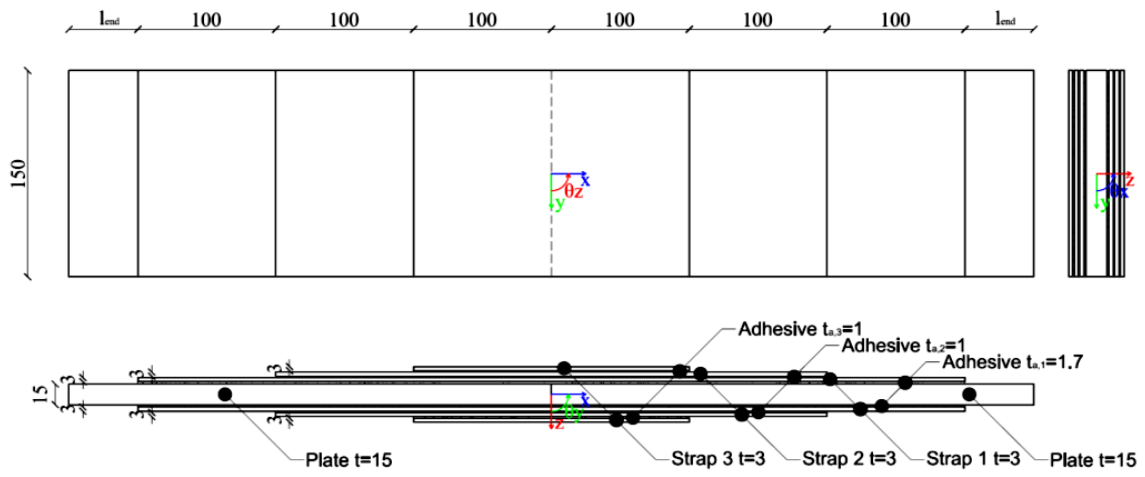 lend 100 100 100 100 100 100 lend
150
x
θz
y
z
θx
y
Adhesive ta,3=1
Adhesive ta,2=1
Adhesive ta,1=1.7
3 3 3
15
x
θy
z
3 3 3
Plate t=15 Strap 3 t=3 Strap 2 t=3 Strap 1 t=3 Plate t=15